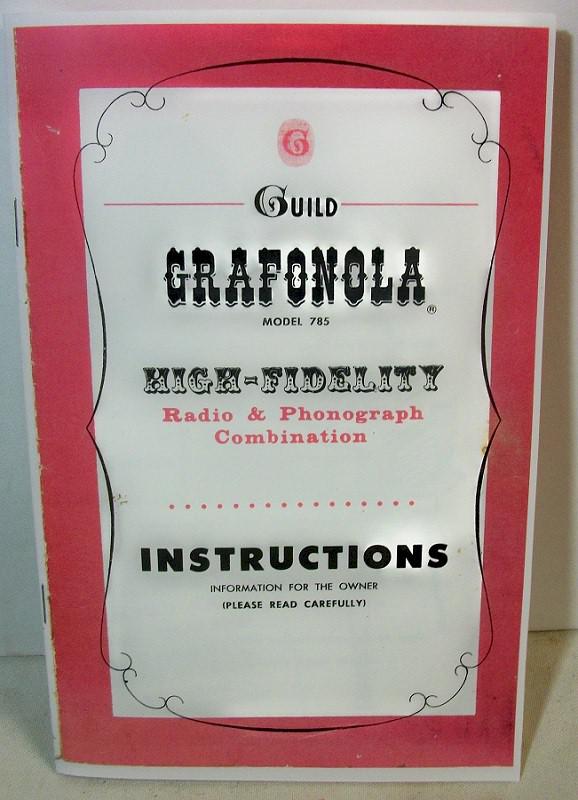 G
GUILD
GRAFONOLA®
MODEL 785
HIGH-FIDELITY
Radio & Phonograph
Combination
INSTRUCTIONS
INFORMATION FOR THE OWNER
(PLEASE READ CAREFULLY)